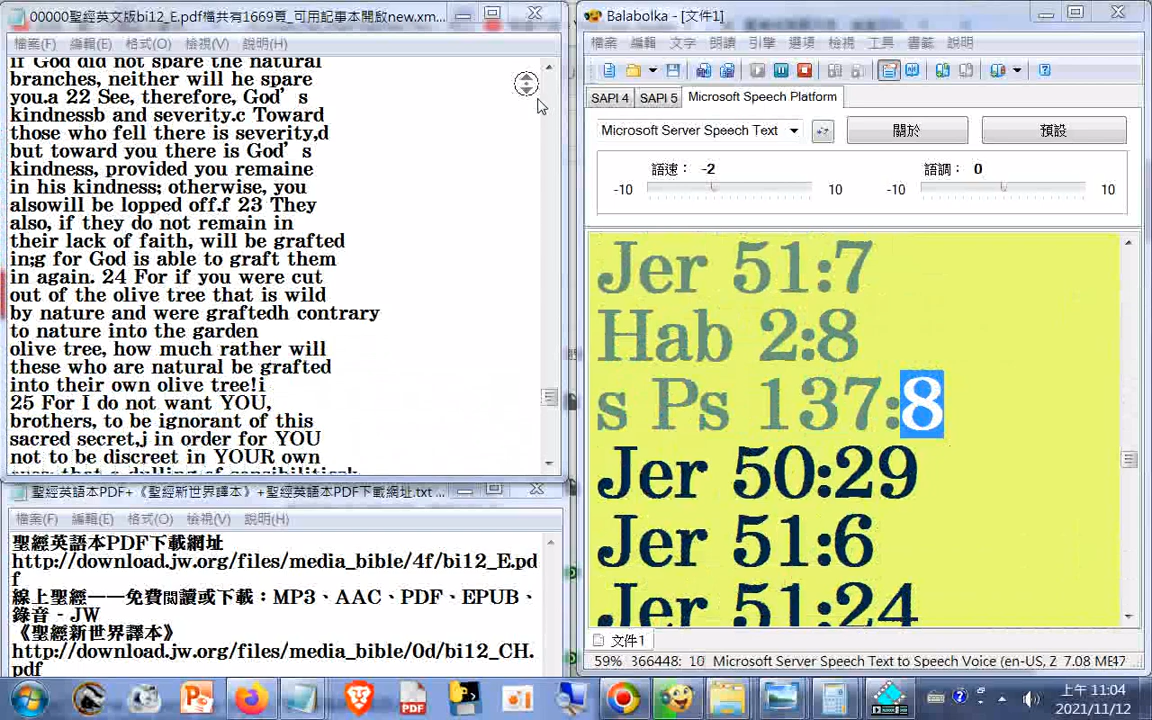 00000聖經英文版bi12_E.pdf檔共有1669頁_可用記事本開啟new.xm...
檔案(F) 編輯(E) 格式(O) 檢視(V) 說明(H)
if God did not spare the natural
branches, neither will he spare
you.a 22 See, therefore, God’s
kindnessb and severity.c Toward
those who fell there is severity,d
but toward you there is God’s
kindness, provided you remaine
in his kindness; otherwise, you
alsowill be lopped off.f 23 They
also, if they do not remain in
their lack of faith, will be grafted
in;g for God is able to graft them
in again. 24 For if you were cut
out of the olive tree that is wild
by nature and were graftedh contrary
to nature into the garden
olive tree, how much rather will
these who are natural be grafted
into their own olive tree!i
25 For I do not want YOU,
brothers, to be ignorant of this
sacred secret,j in order for YOU
not to be discreet in YOUR own
eyes: that a dulling of sensibilitiesk
聖經英語本PDF+《聖經新世界譯本》+聖經英語本PDF下載網址.txt ...
檔案(F) 編輯(E) 格式(O) 檢視(V) 說明(H)
聖經英語本PDF下載網址
http://download.jw.org/files/media_bible/4f/bi12_E.pd
f
線上聖經——免費閱讀或下載：MP3、AAC、PDF、EPUB、
錄音 - JW
《聖經新世界譯本》
http://download.jw.org/files/media_bible/0d/bi12_CH.
pdf
Balabolka - [文件1]
檔案 編輯 文字 朗讀 引擎 選項 檢視 工具 書籤 說明
SAPI 4 SAPI 5 Microsoft Speech Platform
Microsoft Server Speech Text 關於 預設
語速: -2 語調: 0
-10 10 -10 10
Jer 51:7
Hab 2:8
s Ps 137:8
Jer 50:29
Jer 51:6
Jer 51:24
文件1
59% 366448: 10 Microsoft Server Speech Text to Speech Voice (en-US, Z 7.08 ME 47
上午 11:04
2021/11/12